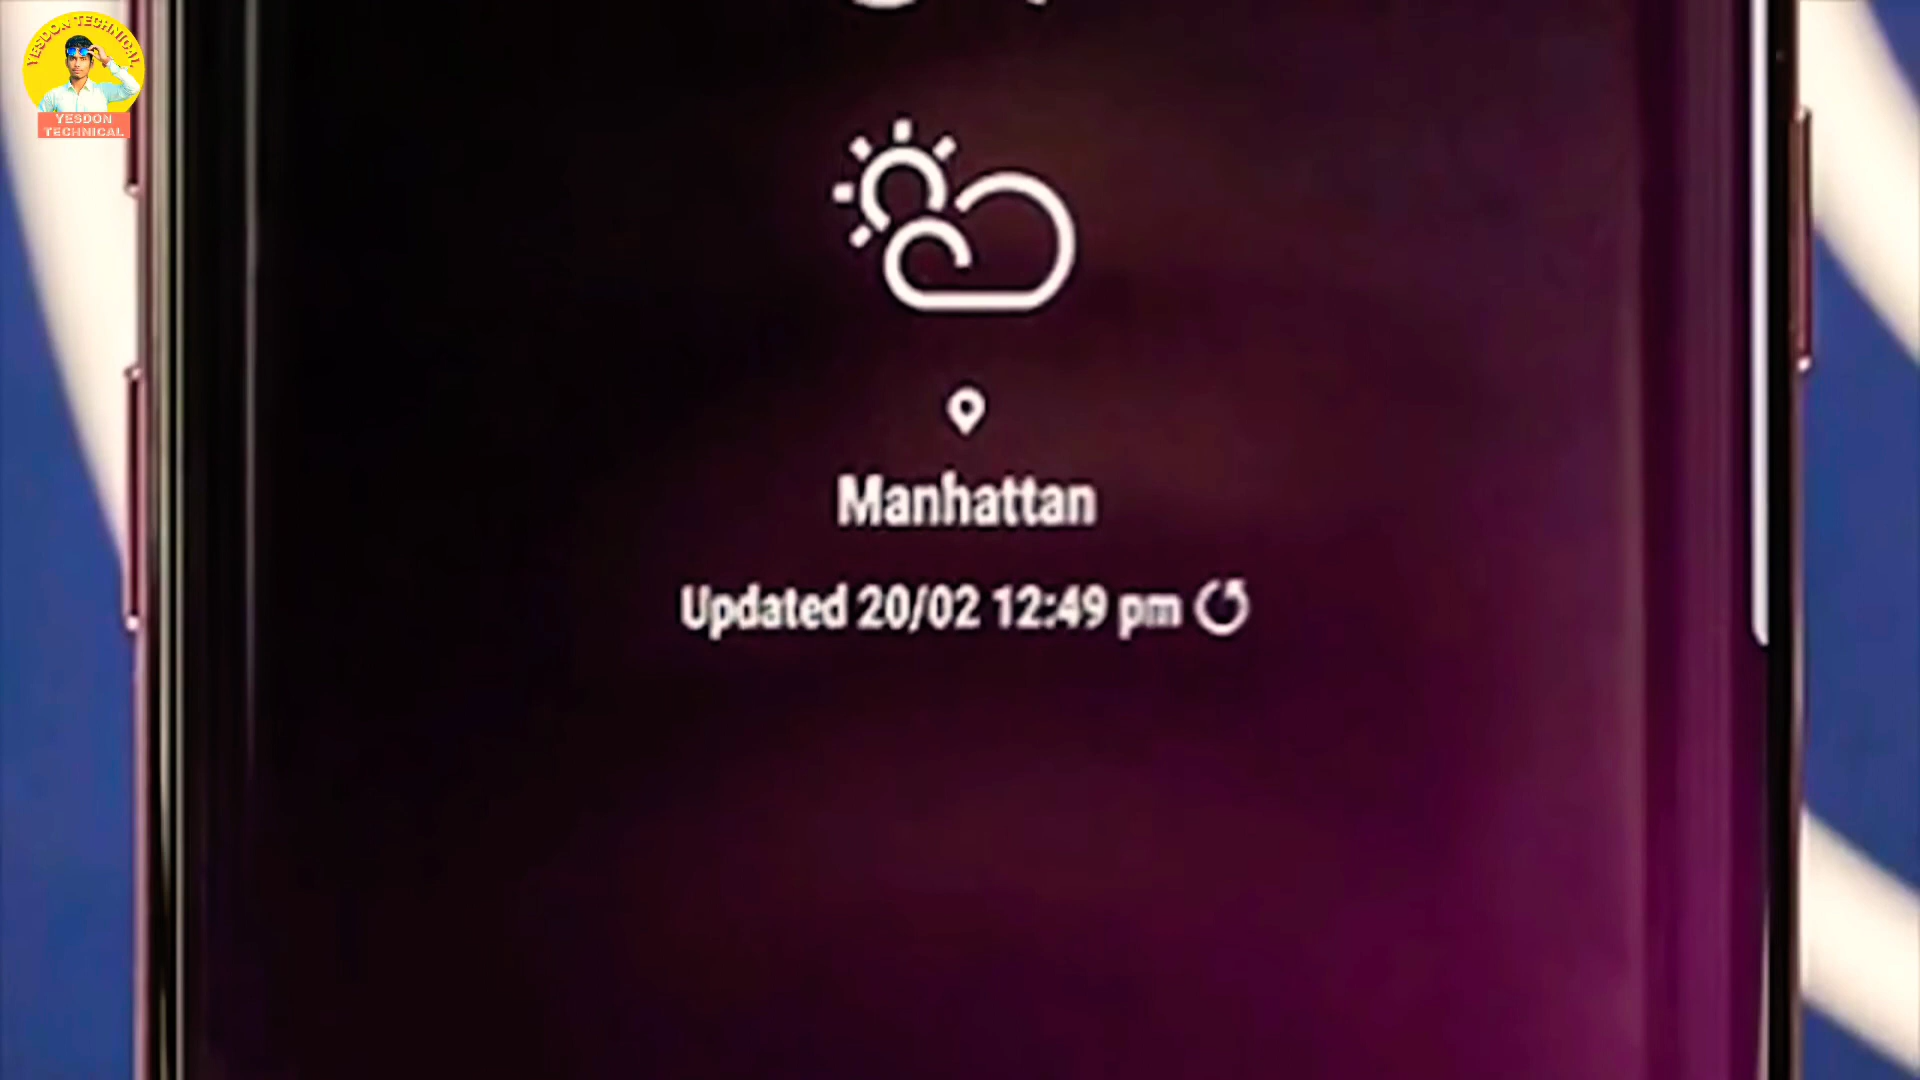 YESDON TECHNICAL
YESDON
TECHNICAL
Manhattan
Updated 20/02 12:49 pm